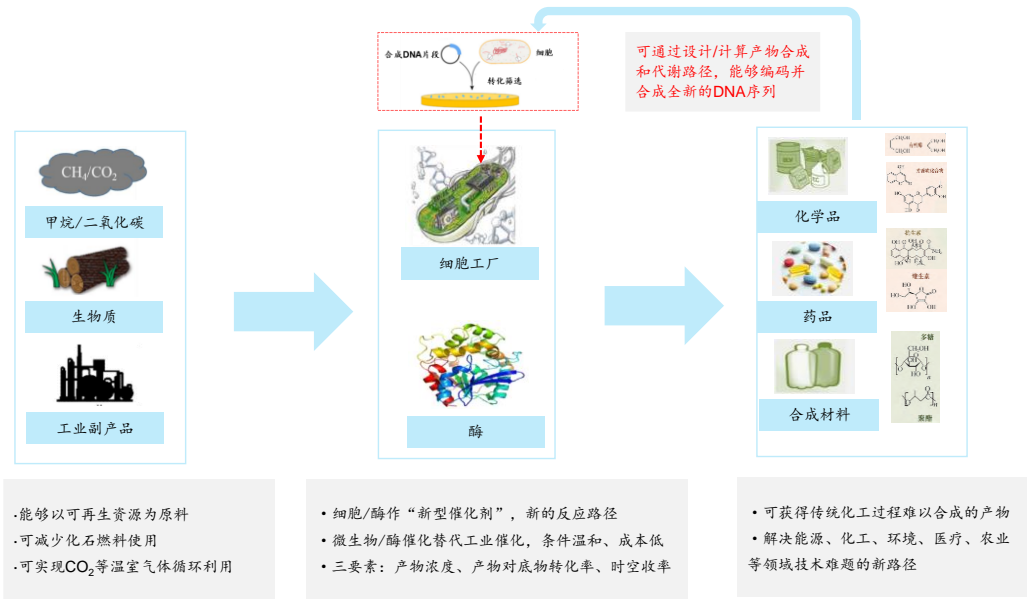 合成DNA片段
细胞
转化筛选
可通过设计/计算产物合成
和代谢路径，能够编码并
合成全新的DNA序列
CH₄/CO₂
甲烷/二氧化碳
生物质
工业副产品
细胞工厂
酶
化学品
药品
合成材料
抗生素
维生素
多糖
聚酯
·能够以可再生资源为原料
·可减少化石燃料使用
·可实现CO₂等温室气体循环利用
•细胞/酶作“新型催化剂”，新的反应路径
•微生物/酶催化替代工业催化，条件温和、成本低
•三要素：产物浓度、产物对底物转化率、时空收率
•可获得传统化工过程难以合成的产物
•解决能源、化工、环境、医疗、农业
等领域技术难题的新路径